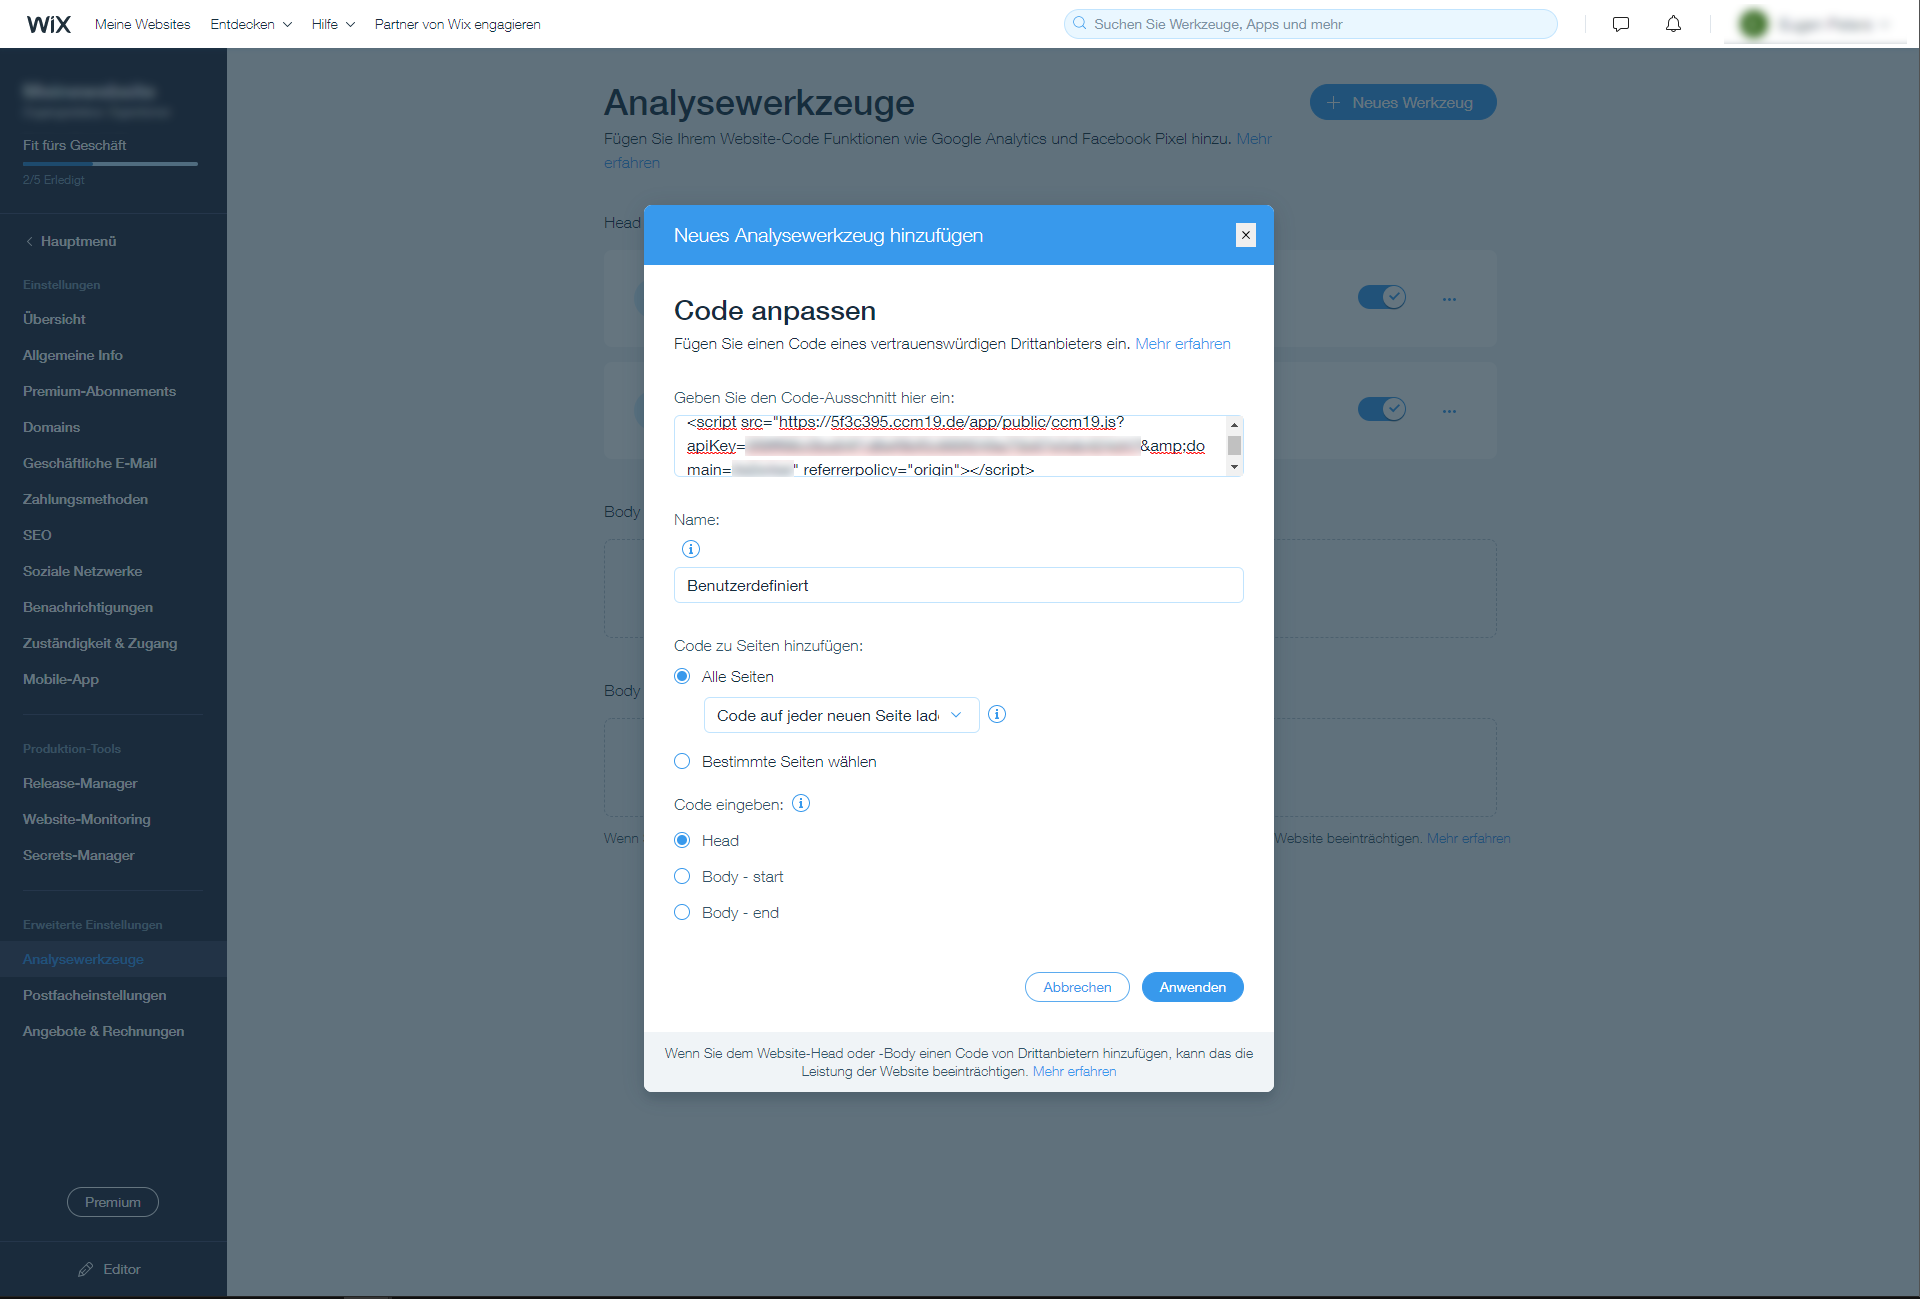 WiX
Meine Websites
Entdecken
Hilfe
Partner von Wix engagieren
Suchen Sie Werkzeuge, Apps und mehr
Fit fürs Geschäft
2/5 Erledigt
Hauptmenü
Einstellungen
Übersicht
Allgemeine Info
Premium-Abonnements
Domains
Geschäftliche E-Mail
Zahlungsmethoden
SEO
Soziale Netzwerke
Benachrichtigungen
Zuständigkeit & Zugang
Mobile-App
Produktion-Tools
Release-Manager
Website-Monitoring
Secrets-Manager
Erweiterte Einstellungen
Analysewerkzeuge
Postfacheinstellungen
Angebote & Rechnungen
Premium
Editor
Analysewerkzeuge
Neues Werkzeug
Fügen Sie Ihrem Website-Code Funktionen wie Google Analytics und Facebook Pixel hinzu. Mehr
erfahren
Head
Body
Body
Wenn
Website beeinträchtigen. Mehr erfahren
Neues Analysewerkzeug hinzufügen
Code anpassen
Fügen Sie einen Code eines vertrauenswürdigen Drittanbieters ein. Mehr erfahren
Geben Sie den Code-Ausschnitt hier ein:
<script src="https://5f3c395.ccm19.de/app/public/ccm19.js?
apiKey= &amp;do
main= " referrerpolicy="origin"></script>
Name:
Benutzerdefiniert
Code zu Seiten hinzufügen:
Alle Seiten
Code auf jeder neuen Seite lad
Bestimmte Seiten wählen
Code eingeben:
Head
Body - start
Body - end
Abbrechen
Anwenden
Wenn Sie dem Website-Head oder -Body einen Code von Drittanbietern hinzufügen, kann das die
Leistung der Website beeinträchtigen. Mehr erfahren